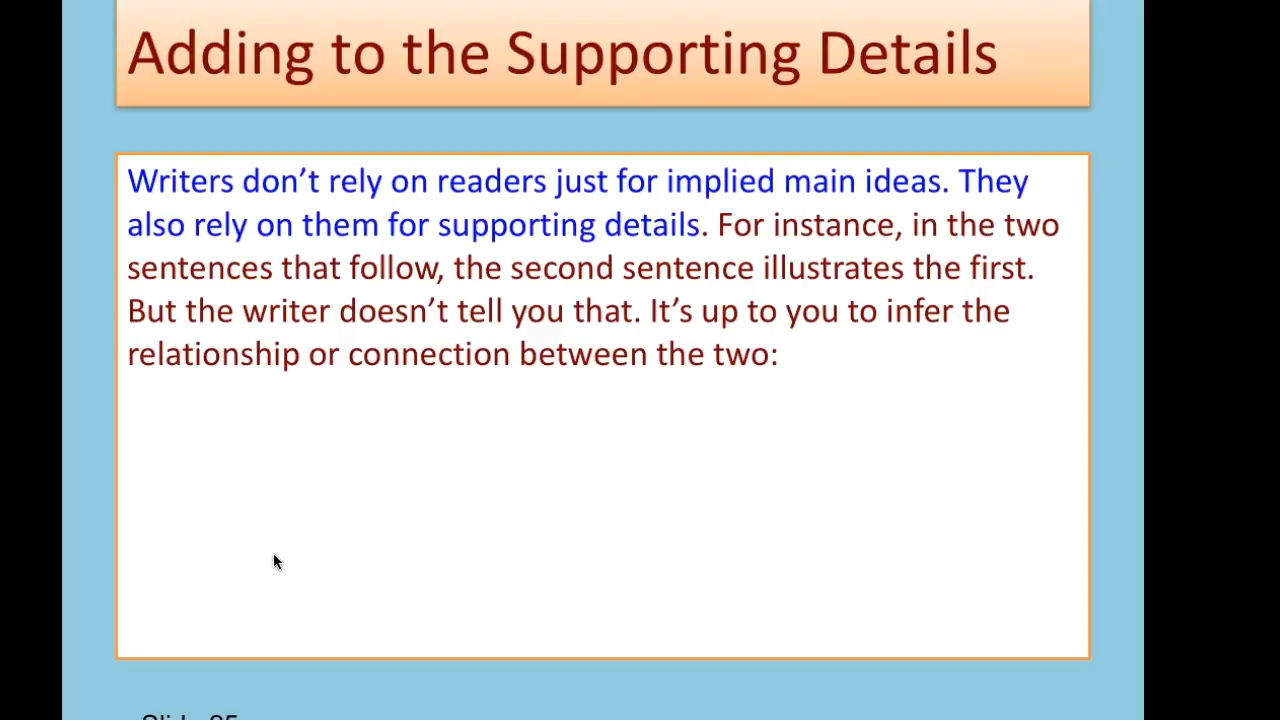 Adding to the Supporting Details
Writers don’t rely on readers just for implied main ideas. They
also rely on them for supporting details. For instance, in the two
sentences that follow, the second sentence illustrates the first.
But the writer doesn’t tell you that. It’s up to you to infer the
relationship or connection between the two: